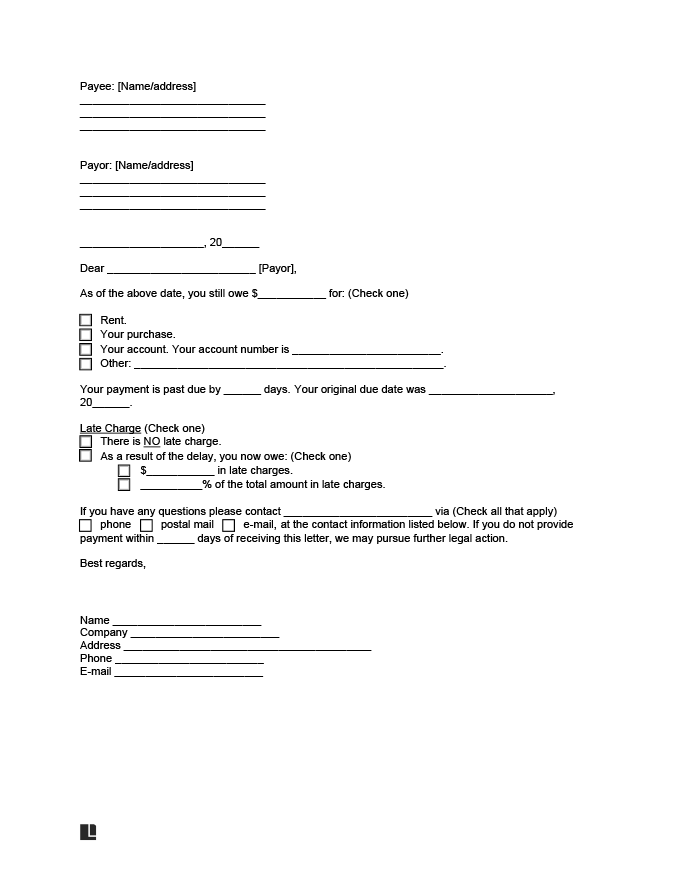 Payee: [Name/address]
______________________________
______________________________
______________________________
Payor: [Name/address]
______________________________
______________________________
______________________________
____________________, 20______
Dear ________________________ [Payor],
As of the above date, you still owe $___________ for: (Check one)
☐ Rent.
☐ Your purchase.
☐ Your account. Your account number is ________________________.
☐ Other: __________________________________________________.
Your payment is past due by ______ days. Your original due date was ____________________,
20______.
Late Charge (Check one)
☐ There is NO late charge.
☐ As a result of the delay, you now owe: (Check one)
☐ $___________ in late charges.
☐ __________% of the total amount in late charges.
If you have any questions please contact ________________________ via (Check all that apply)
☐ phone ☐ postal mail ☐ e-mail, at the contact information listed below. If you do not provide
payment within ______ days of receiving this letter, we may pursue further legal action.
Best regards,
Name ________________________
Company ________________________
Address ________________________________________
Phone ________________________
E-mail ________________________